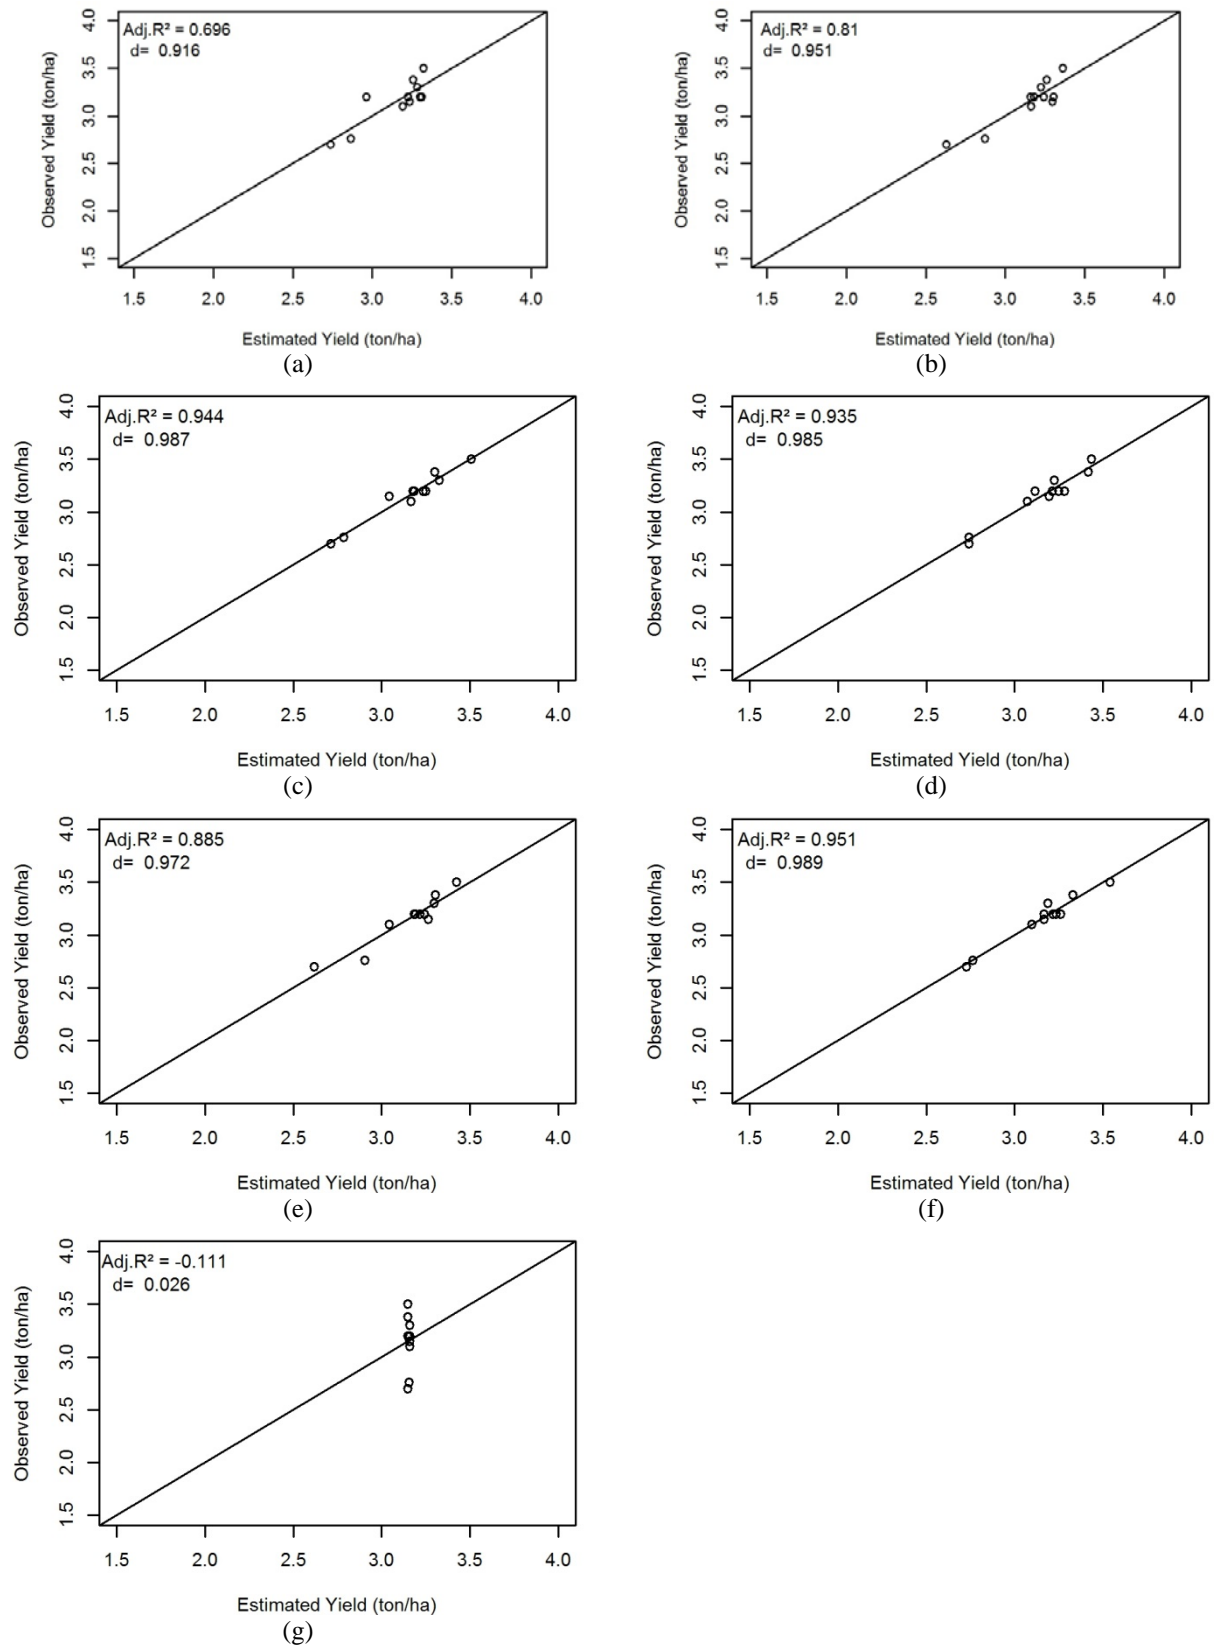 Adj.R² = 0.696
d= 0.916
4.0
3.5
3.0
2.5
2.0
1.5
Observed Yield (ton/ha)
1.5 2.0 2.5 3.0 3.5 4.0
Estimated Yield (ton/ha)
(a)
Adj.R² = 0.81
d= 0.951
4.0
3.5
3.0
2.5
2.0
1.5
Observed Yield (ton/ha)
1.5 2.0 2.5 3.0 3.5 4.0
Estimated Yield (ton/ha)
(b)
Adj.R² = 0.944
d= 0.987
4.0
3.5
3.0
2.5
2.0
1.5
Observed Yield (ton/ha)
1.5 2.0 2.5 3.0 3.5 4.0
Estimated Yield (ton/ha)
(c)
Adj.R² = 0.935
d= 0.985
4.0
3.5
3.0
2.5
2.0
1.5
Observed Yield (ton/ha)
1.5 2.0 2.5 3.0 3.5 4.0
Estimated Yield (ton/ha)
(d)
Adj.R² = 0.885
d= 0.972
4.0
3.5
3.0
2.5
2.0
1.5
Observed Yield (ton/ha)
1.5 2.0 2.5 3.0 3.5 4.0
Estimated Yield (ton/ha)
(e)
Adj.R² = 0.951
d= 0.989
4.0
3.5
3.0
2.5
2.0
1.5
Observed Yield (ton/ha)
1.5 2.0 2.5 3.0 3.5 4.0
Estimated Yield (ton/ha)
(f)
Adj.R² = -0.111
d= 0.026
4.0
3.5
3.0
2.5
2.0
1.5
Observed Yield (ton/ha)
1.5 2.0 2.5 3.0 3.5 4.0
Estimated Yield (ton/ha)
(g)